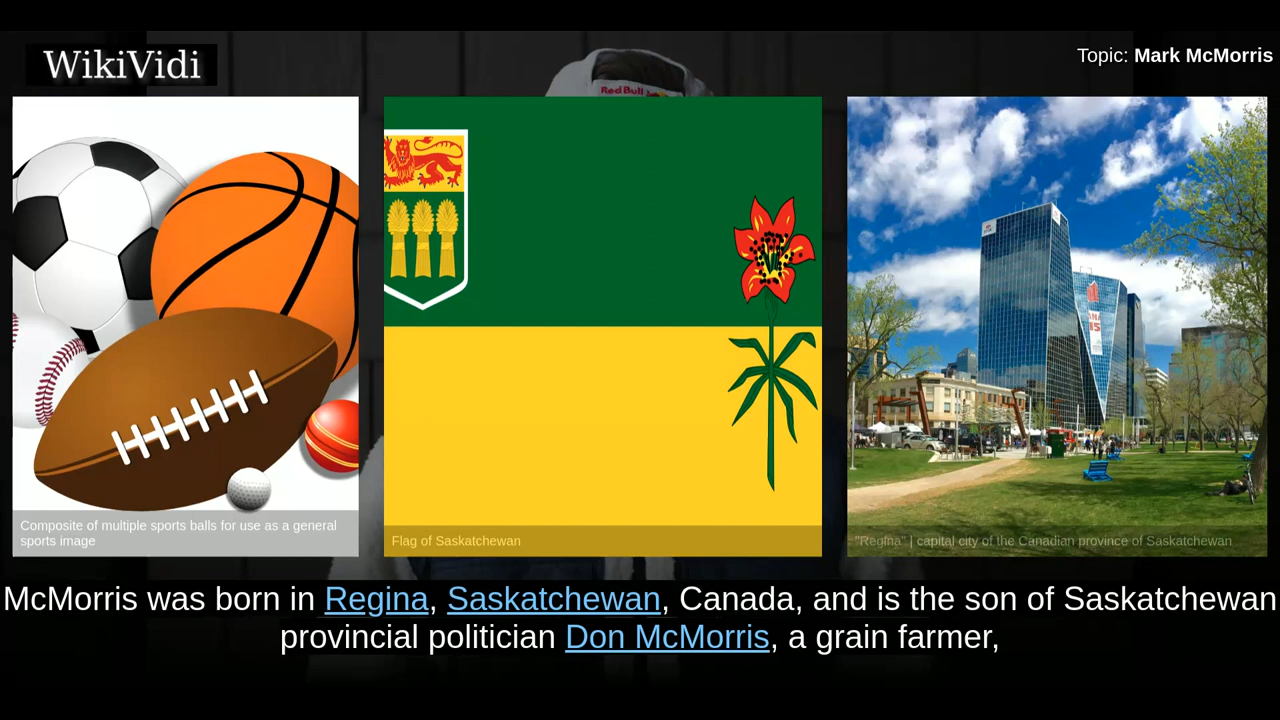 WikiVidi
Topic: Mark McMorris
Red Bull
Composite of multiple sports balls for use as a general
sports image
Flag of Saskatchewan
"Regina" | capital city of the Canadian province of Saskatchewan
McMorris was born in Regina, Saskatchewan, Canada, and is the son of Saskatchewan
provincial politician Don McMorris, a grain farmer,